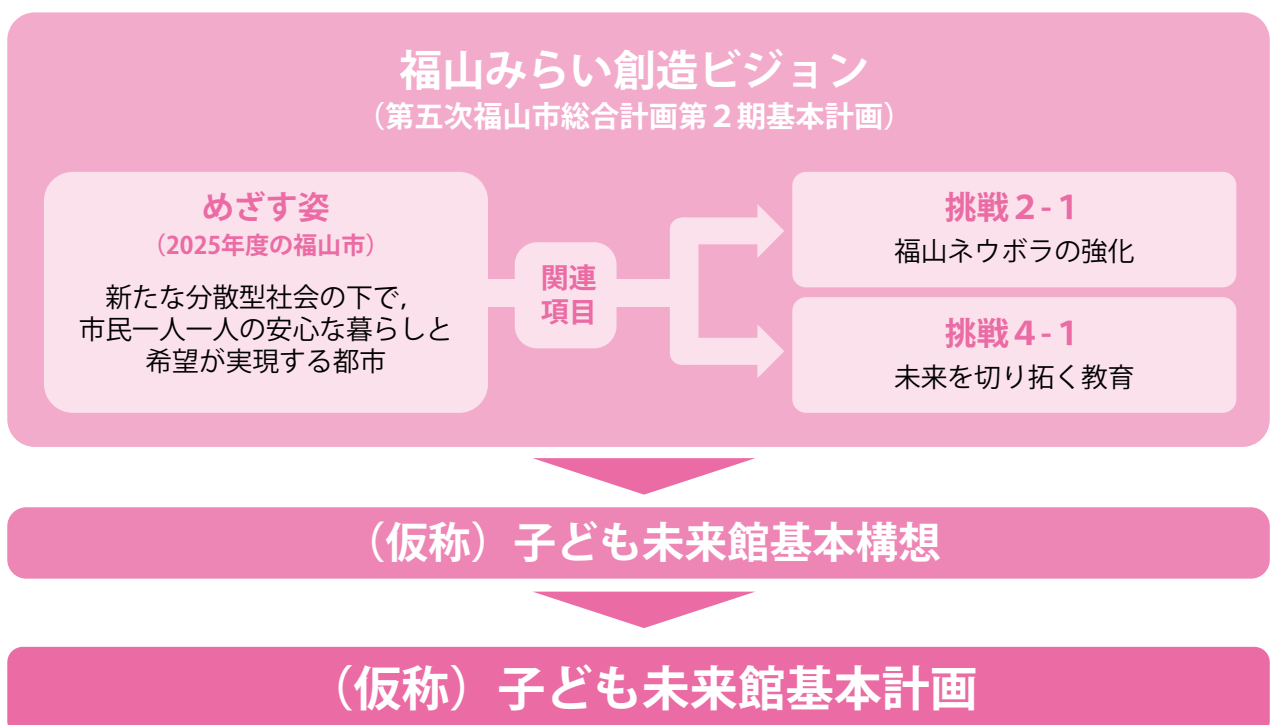 福山みらい創造ビジョン
（第五次福山市総合計画第２期基本計画）
めざす姿
（2025年度の福山市）
新たな分散型社会の下で,
市民一人一人の安心な暮らしと
希望が実現する都市
関連
項目
挑戦２-１
福山ネウボラの強化
挑戦４-１
未来を切り拓く教育
（仮称）子ども未来館基本構想
（仮称）子ども未来館基本計画